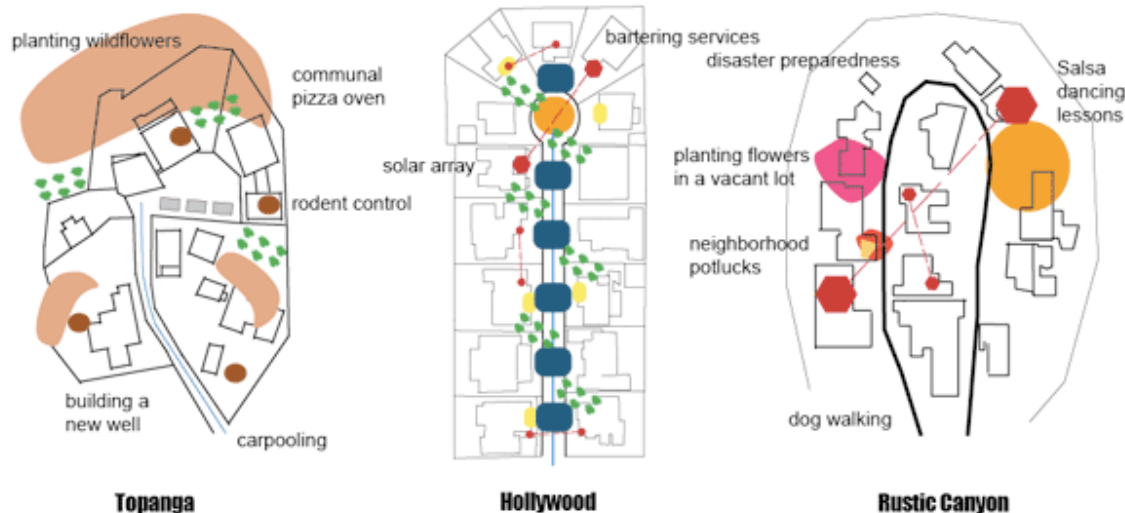 planting wildflowers
communal
pizza oven
rodent control
building a
new well
carpooling
Topanga
bartering services
solar array
Hollywood
disaster preparedness
Salsa
dancing
lessons
planting flowers
in a vacant lot
neighborhood
potlucks
dog walking
Rustic Canyon